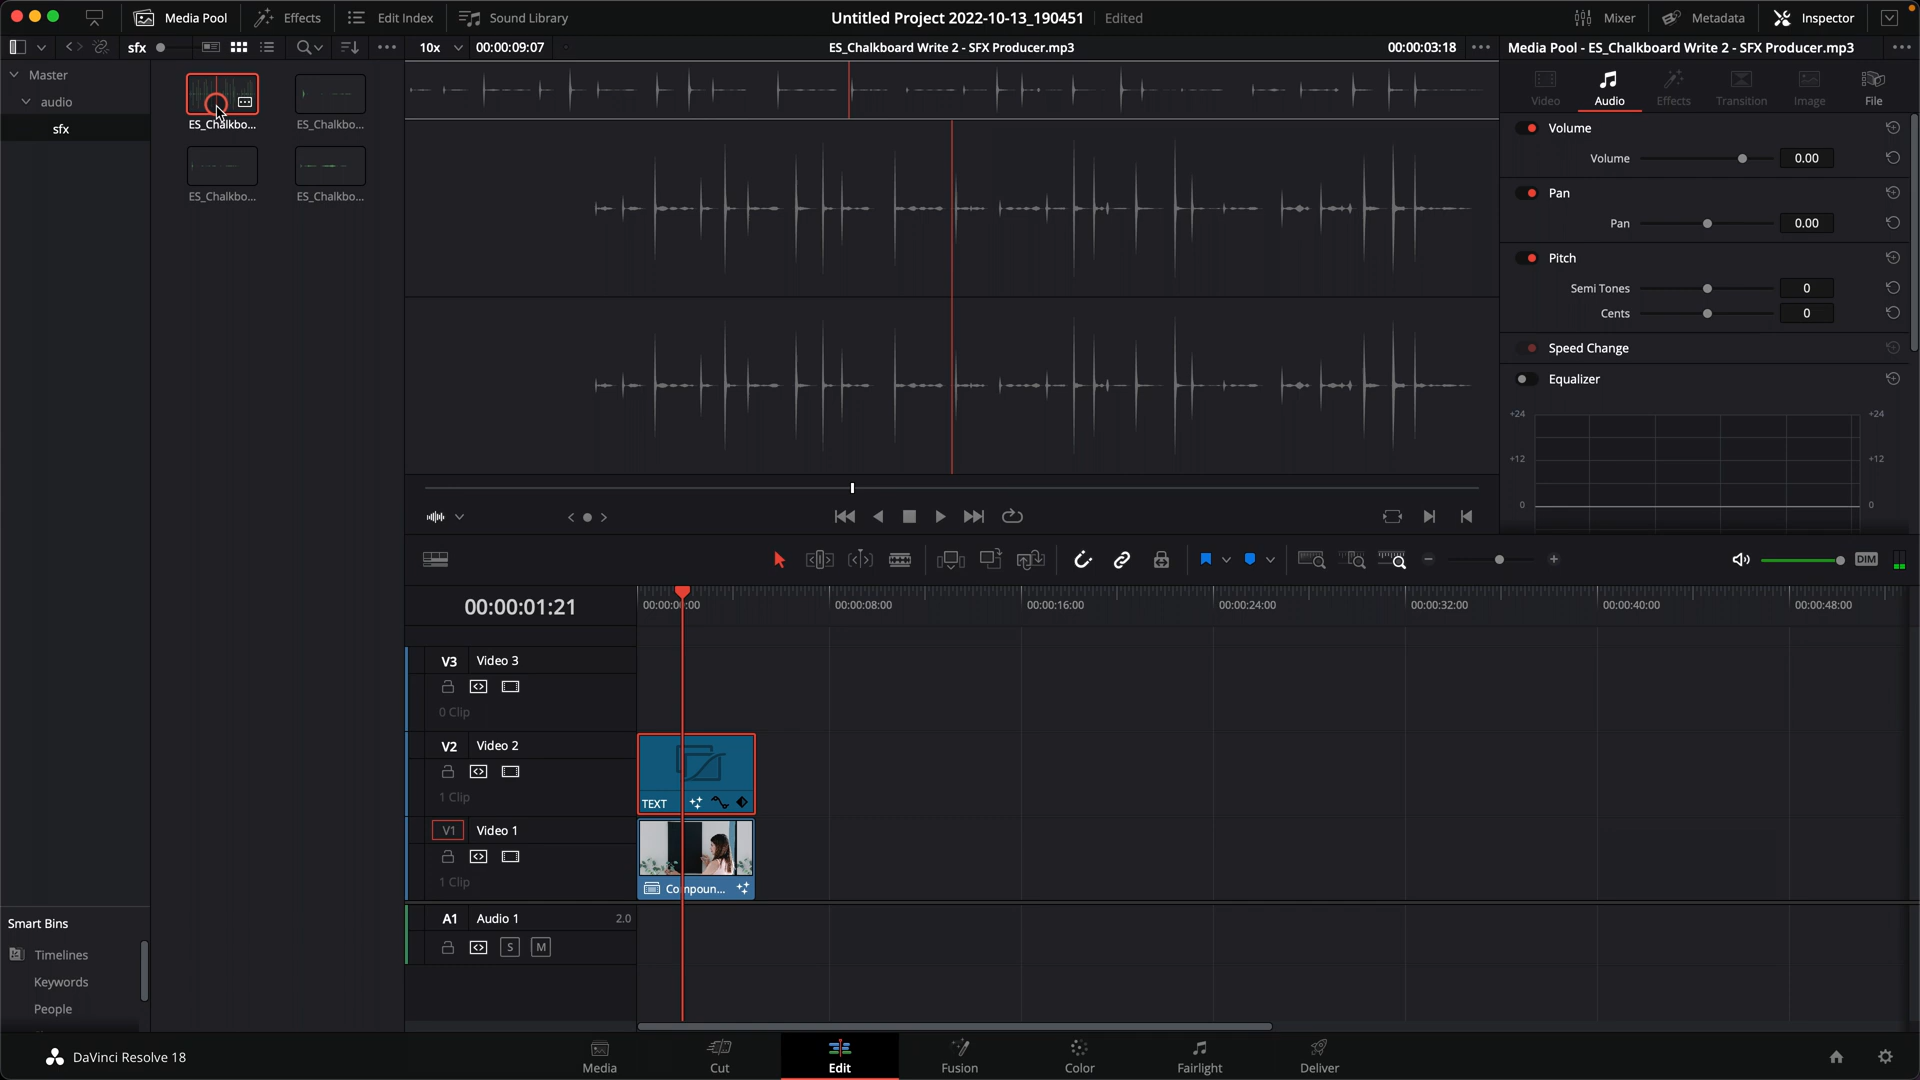 Media Pool
Effects
Edit Index
Sound Library
Untitled Project 2022-10-13_190451
Edited
Mixer
Metadata
Inspector
sfx
10x
00:00:09:07
ES_Chalkboard Write 2 - SFX Producer.mp3
00:00:03:18
Media Pool - ES_Chalkboard Write 2 - SFX Producer.mp3
Master
audio
sfx
ES_Chalkbo...
ES_Chalkbo...
ES_Chalkbo...
ES_Chalkbo...
Video
Audio
Effects
Transition
Image
File
Volume
Volume
0.00
Pan
Pan
0.00
Pitch
Semi Tones
0
Cents
0
Speed Change
Equalizer
+24
+24
+12
+12
0
0
DIM
00:00:01:21
00:00:00:00
00:00:08:00
00:00:16:00
00:00:24:00
00:00:32:00
00:00:40:00
00:00:48:00
V3
Video 3
0 Clip
V2
Video 2
1 Clip
TEXT
V1
Video 1
1 Clip
Compoun...
A1
Audio 1
2.0
S
M
Smart Bins
Timelines
Keywords
People
DaVinci Resolve 18
Media
Cut
Edit
Fusion
Color
Fairlight
Deliver